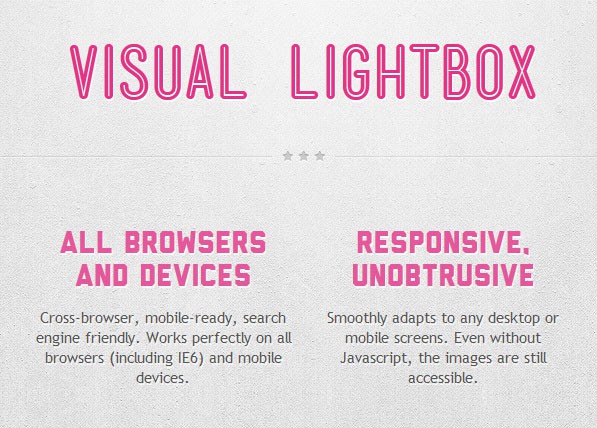 VISUAL LIGHTBOX
ALL BROWSERS
AND DEVICES
Cross-browser, mobile-ready, search
engine friendly. Works perfectly on all
browsers (including IE6) and mobile
devices.
RESPONSIVE,
UNOBTRUSIVE
Smoothly adapts to any desktop or
mobile screens. Even without
Javascript, the images are still
accessible.